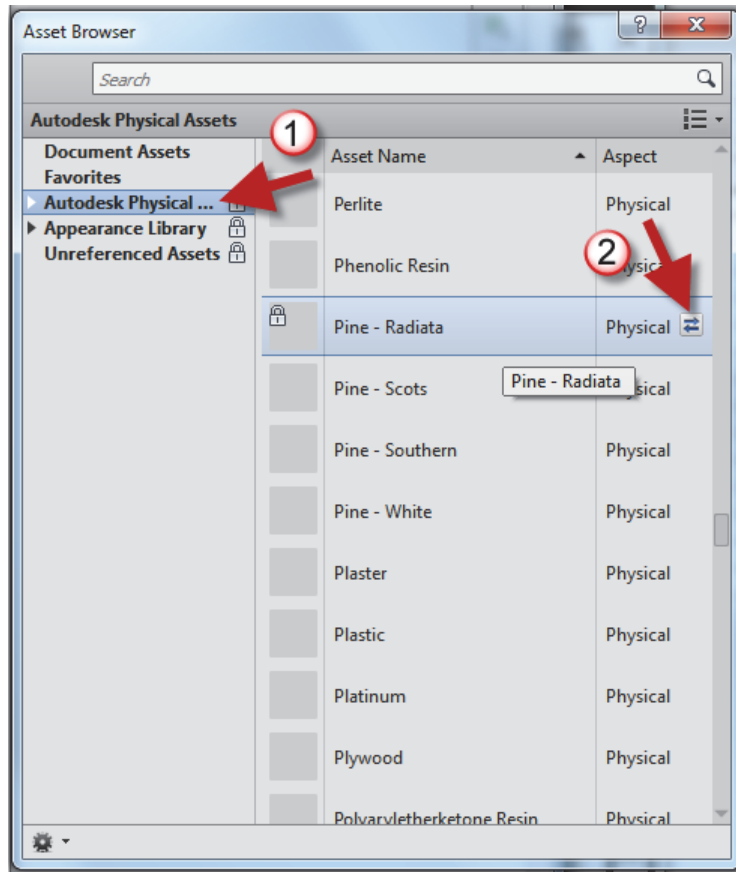 Asset Browser
?
X
Search
Autodesk Physical Assets
1
Document Assets
Favorites
Autodesk Physical ...
Appearance Library
Unreferenced Assets
Asset Name
Aspect
Perlite
Physical
2
Phenolic Resin
Physical
Pine - Radiata
Physical
Pine - Radiata
Pine - Scots
Physical
Pine - Southern
Physical
Pine - White
Physical
Plaster
Physical
Plastic
Physical
Platinum
Physical
Plywood
Physical
Polyaryletherketone Resin
Physical